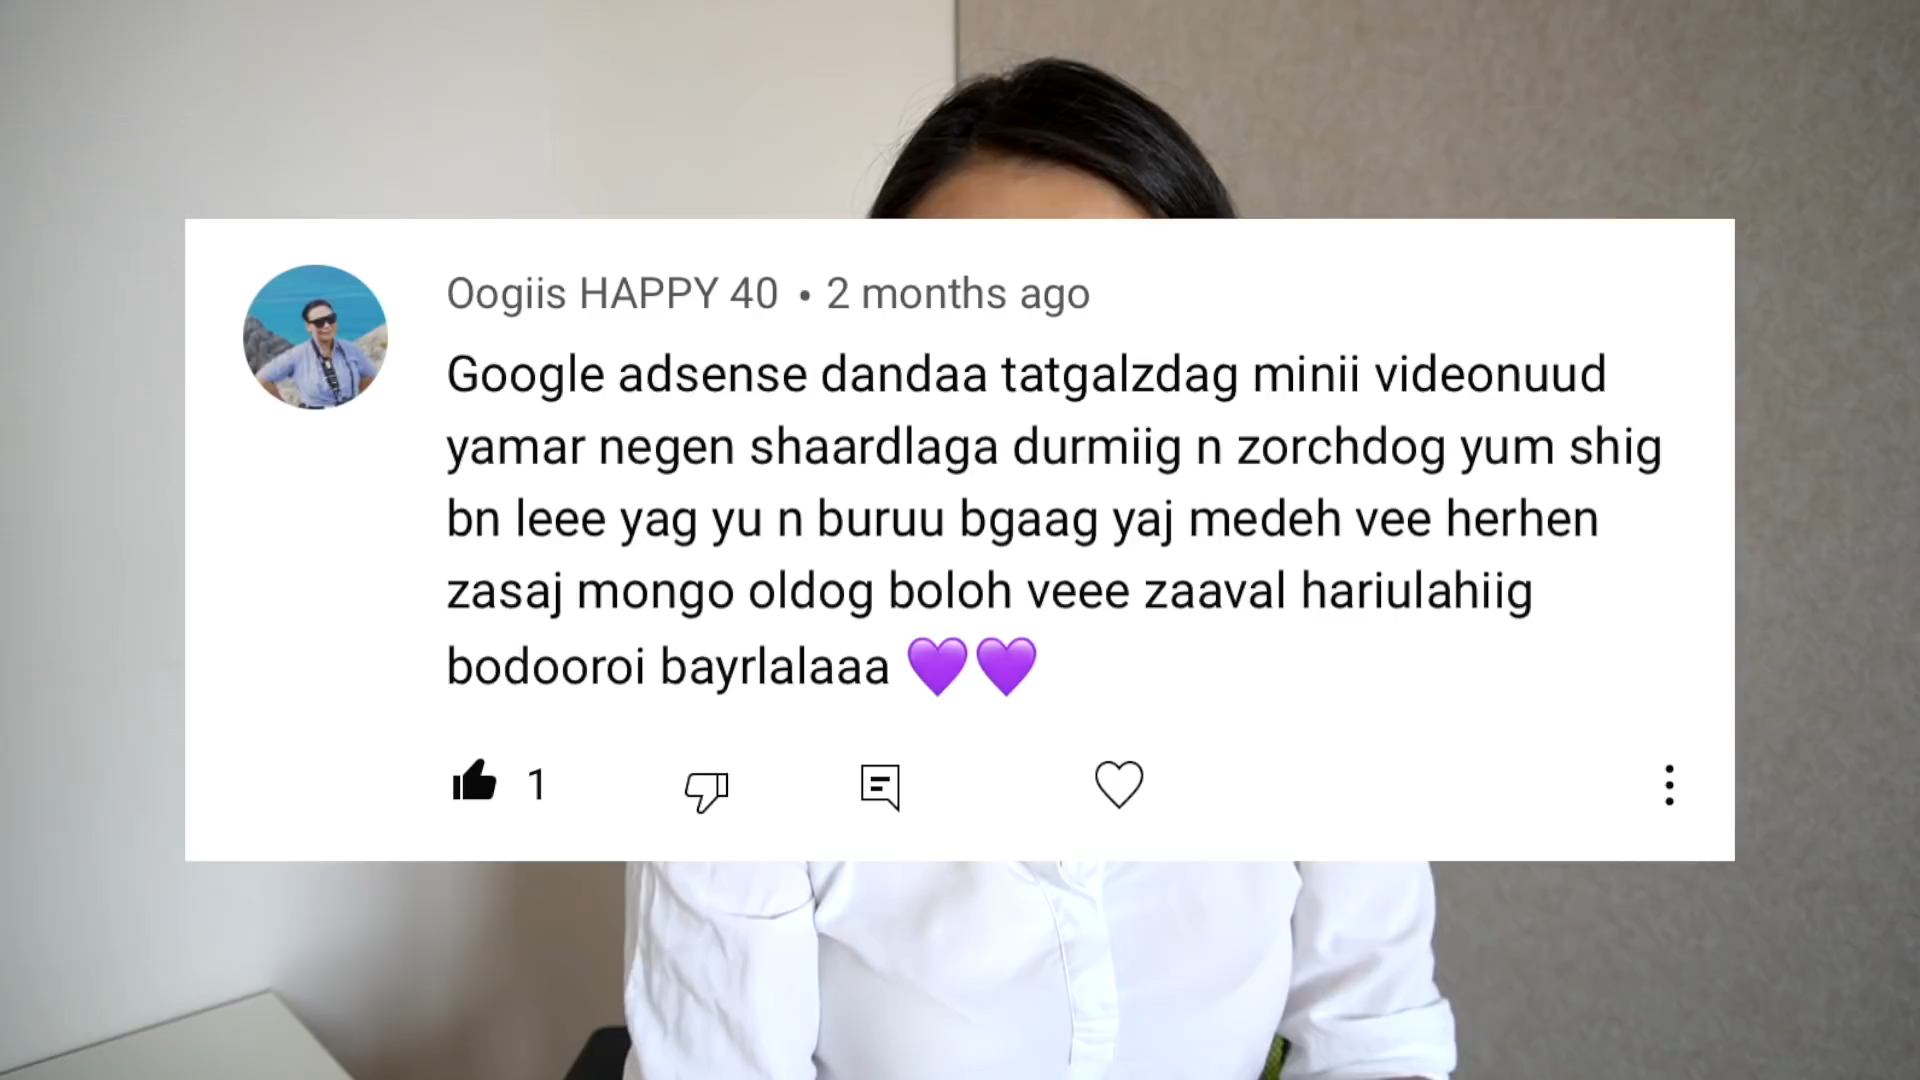 Oogiis HAPPY 40 • 2 months ago
Google adsense dandaa tatgalzdag minii videonuud
yamar negen shaardlaga durmiig n zorchdog yum shig
bn leee yag yu n buruu bgaag yaj medeh vee herhen
zasaj mongo oldog boloh veee zaaval hariulahiig
bodooroi bayrlalaaa 💜💜
1